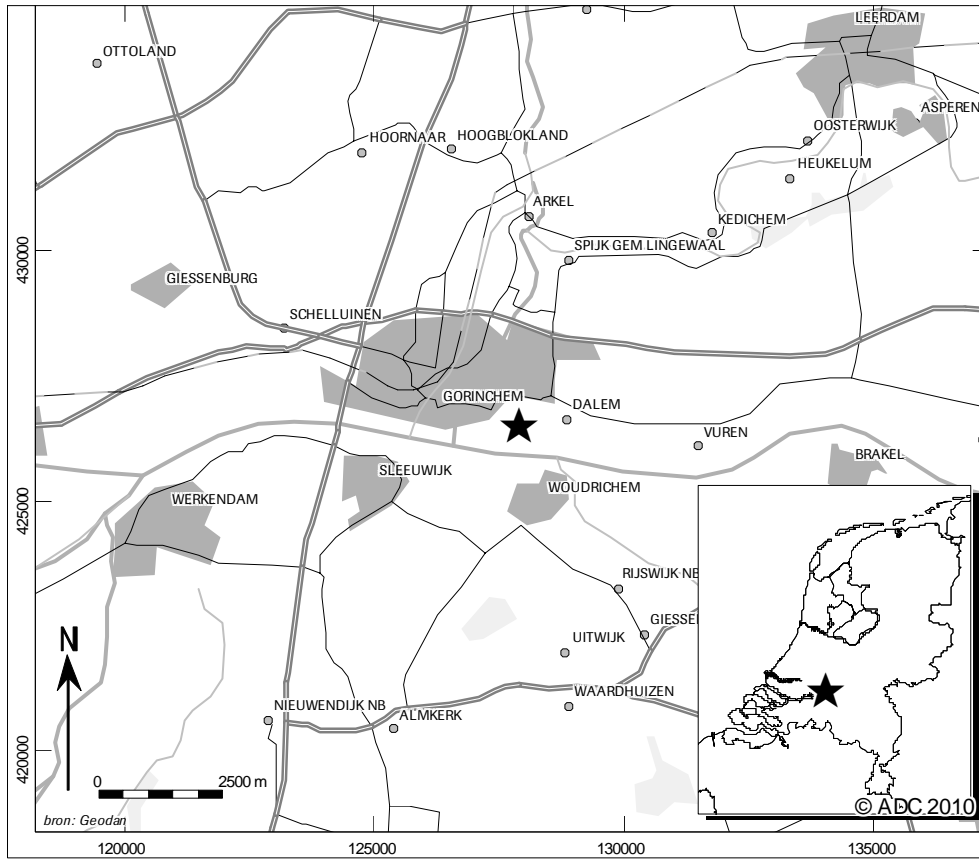 LEERDAM
OTTOLAND
ASPEREN
OOSTERWIJK
HOORNAAR
HOOGBLOKLAND
HEUKELUM
ARKEL
KEDICHEM
430000
SPIJK GEM.LINGEWAAL
GIESSENBURG
SCHELLUINEN
GORINCHEM
DALEM
VUREN
BRAKEL
SLEEUWIJK
WOUDRICHEM
WERKENDAM
425000
RIJSWIJK NB
GIESSE
N
UITWIJK
WAARDHUIZEN
NIEUWENDIJK NB
ALMKERK
420000
0 2500 m
bron: Geodan
© ADC 2010
120000 125000 130000 135000